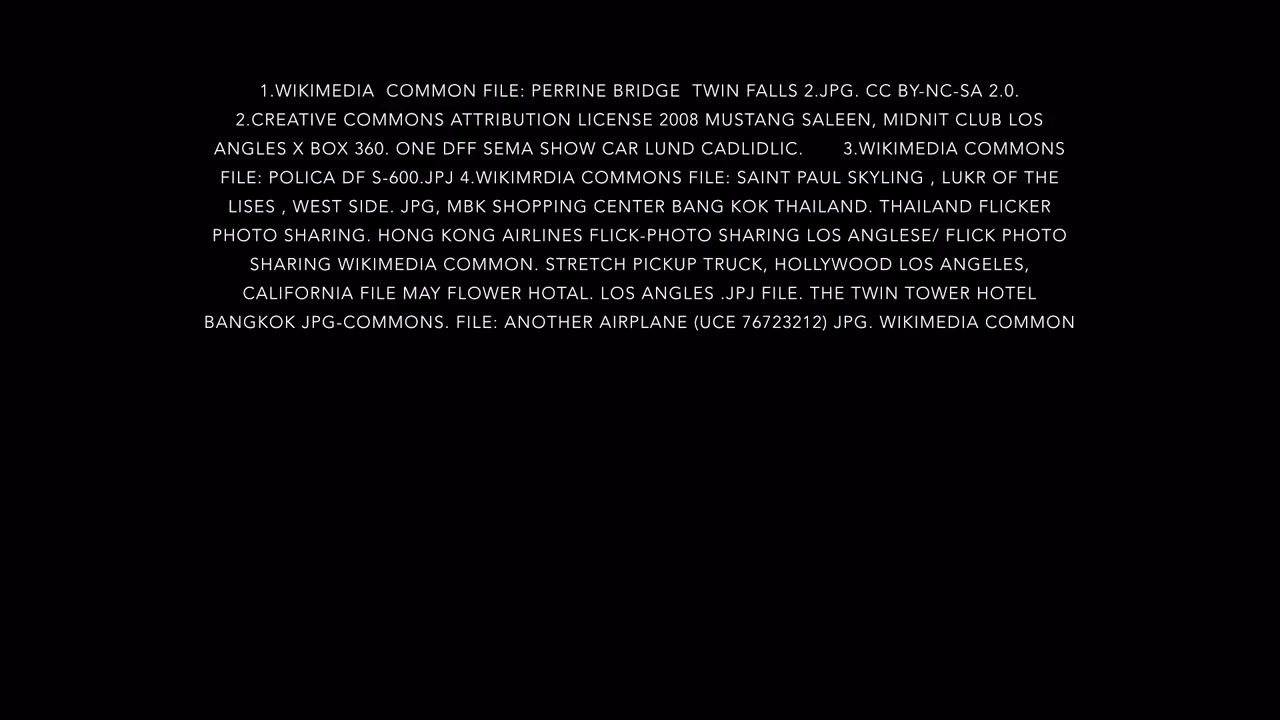 1.WIKIMEDIA  COMMON FILE: PERRINE BRIDGE  TWIN FALLS 2.JPG. CC BY-NC-SA 2.0.
2.CREATIVE COMMONS ATTRIBUTION LICENSE 2008 MUSTANG SALEEN, MIDNIT CLUB LOS
ANGLES X BOX 360. ONE DFF SEMA SHOW CAR LUND CADLIDLIC.      3.WIKIMEDIA COMMONS
FILE: POLICA DF S-600.JPJ 4.WIKIMRDIA COMMONS FILE: SAINT PAUL SKYLING , LUKR OF THE
LISES , WEST SIDE. JPG, MBK SHOPPING CENTER BANG KOK THAILAND. THAILAND FLICKER
PHOTO SHARING. HONG KONG AIRLINES FLICK-PHOTO SHARING LOS ANGLESE/ FLICK PHOTO
SHARING WIKIMEDIA COMMON. STRETCH PICKUP TRUCK, HOLLYWOOD LOS ANGELES,
CALIFORNIA FILE MAY FLOWER HOTAL. LOS ANGLES .JPJ FILE. THE TWIN TOWER HOTEL
BANGKOK JPG-COMMONS. FILE: ANOTHER AIRPLANE (UCE 76723212) JPG. WIKIMEDIA COMMON